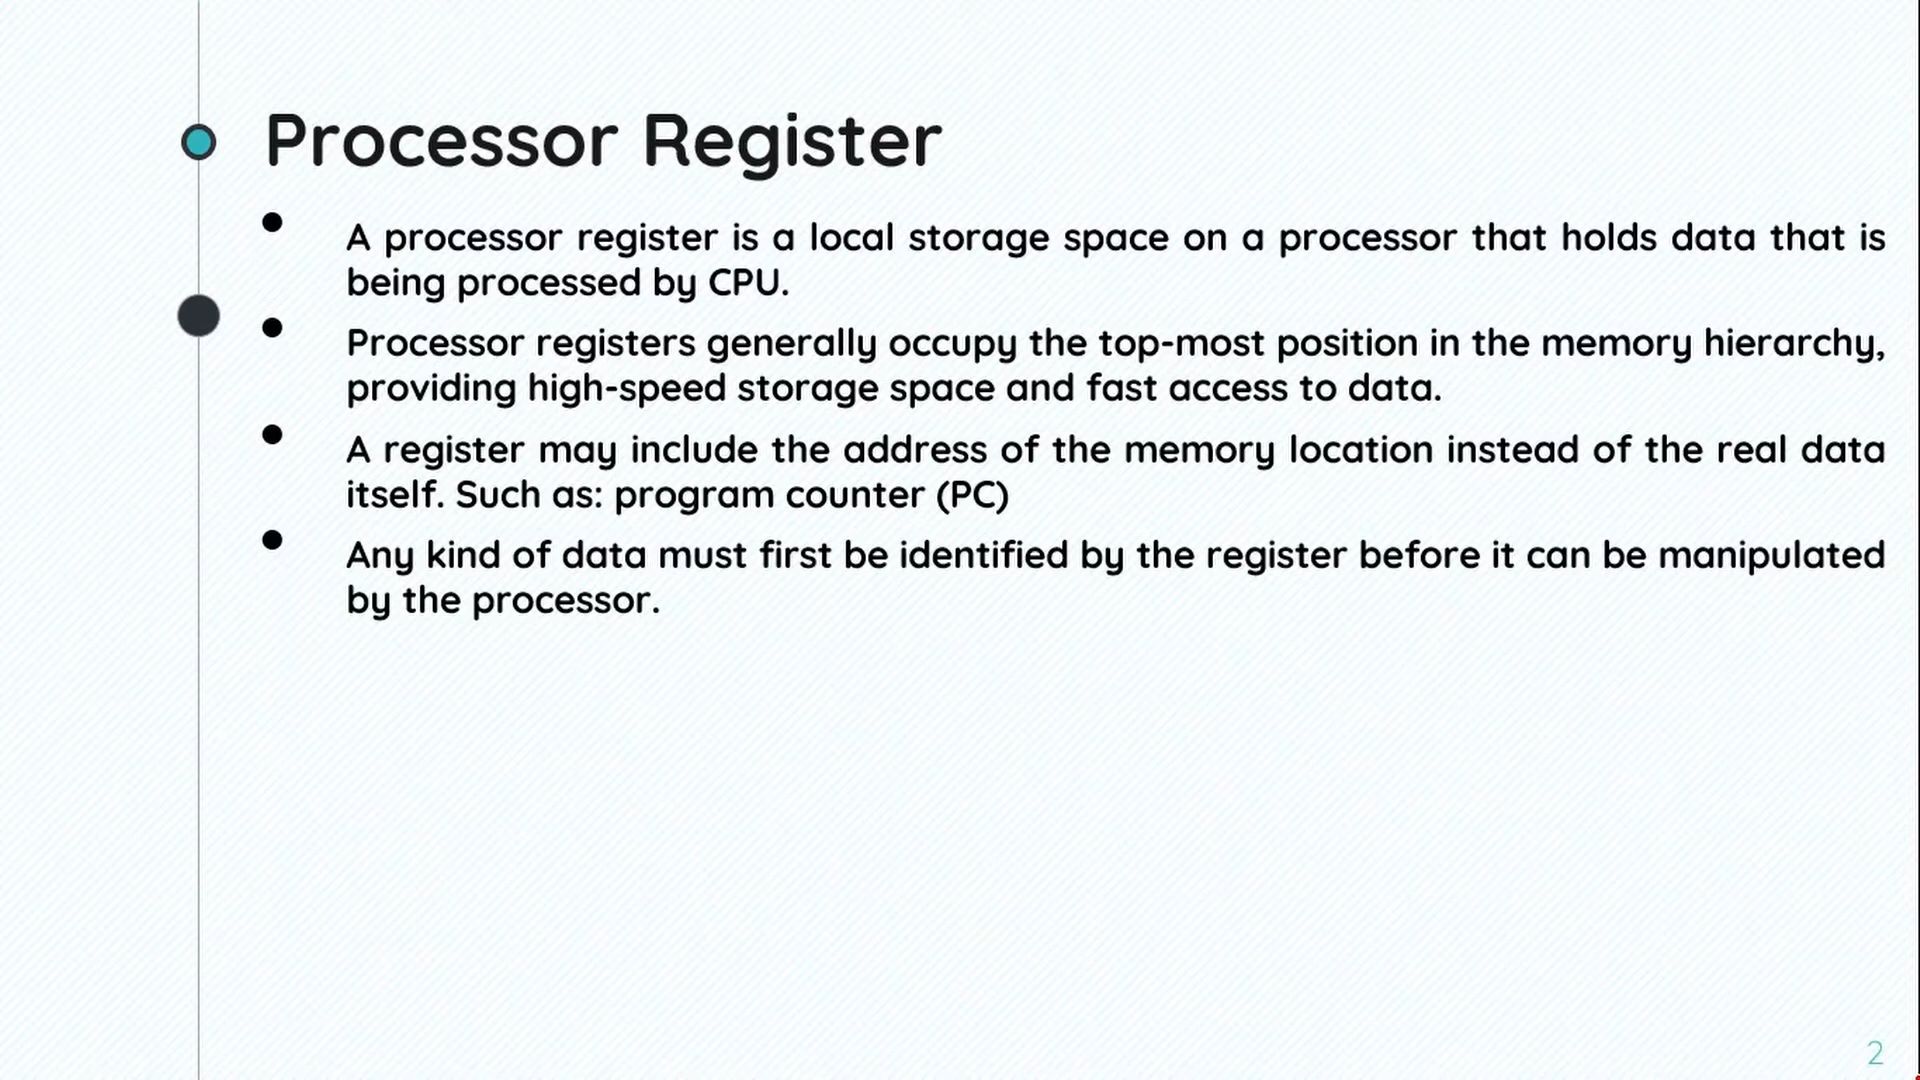 Processor Register
A processor register is a local storage space on a processor that holds data that is
being processed by CPU.
Processor registers generally occupy the top-most position in the memory hierarchy,
providing high-speed storage space and fast access to data.
A register may include the address of the memory location instead of the real data
itself. Such as: program counter (PC)
Any kind of data must first be identified by the register before it can be manipulated
by the processor.
2